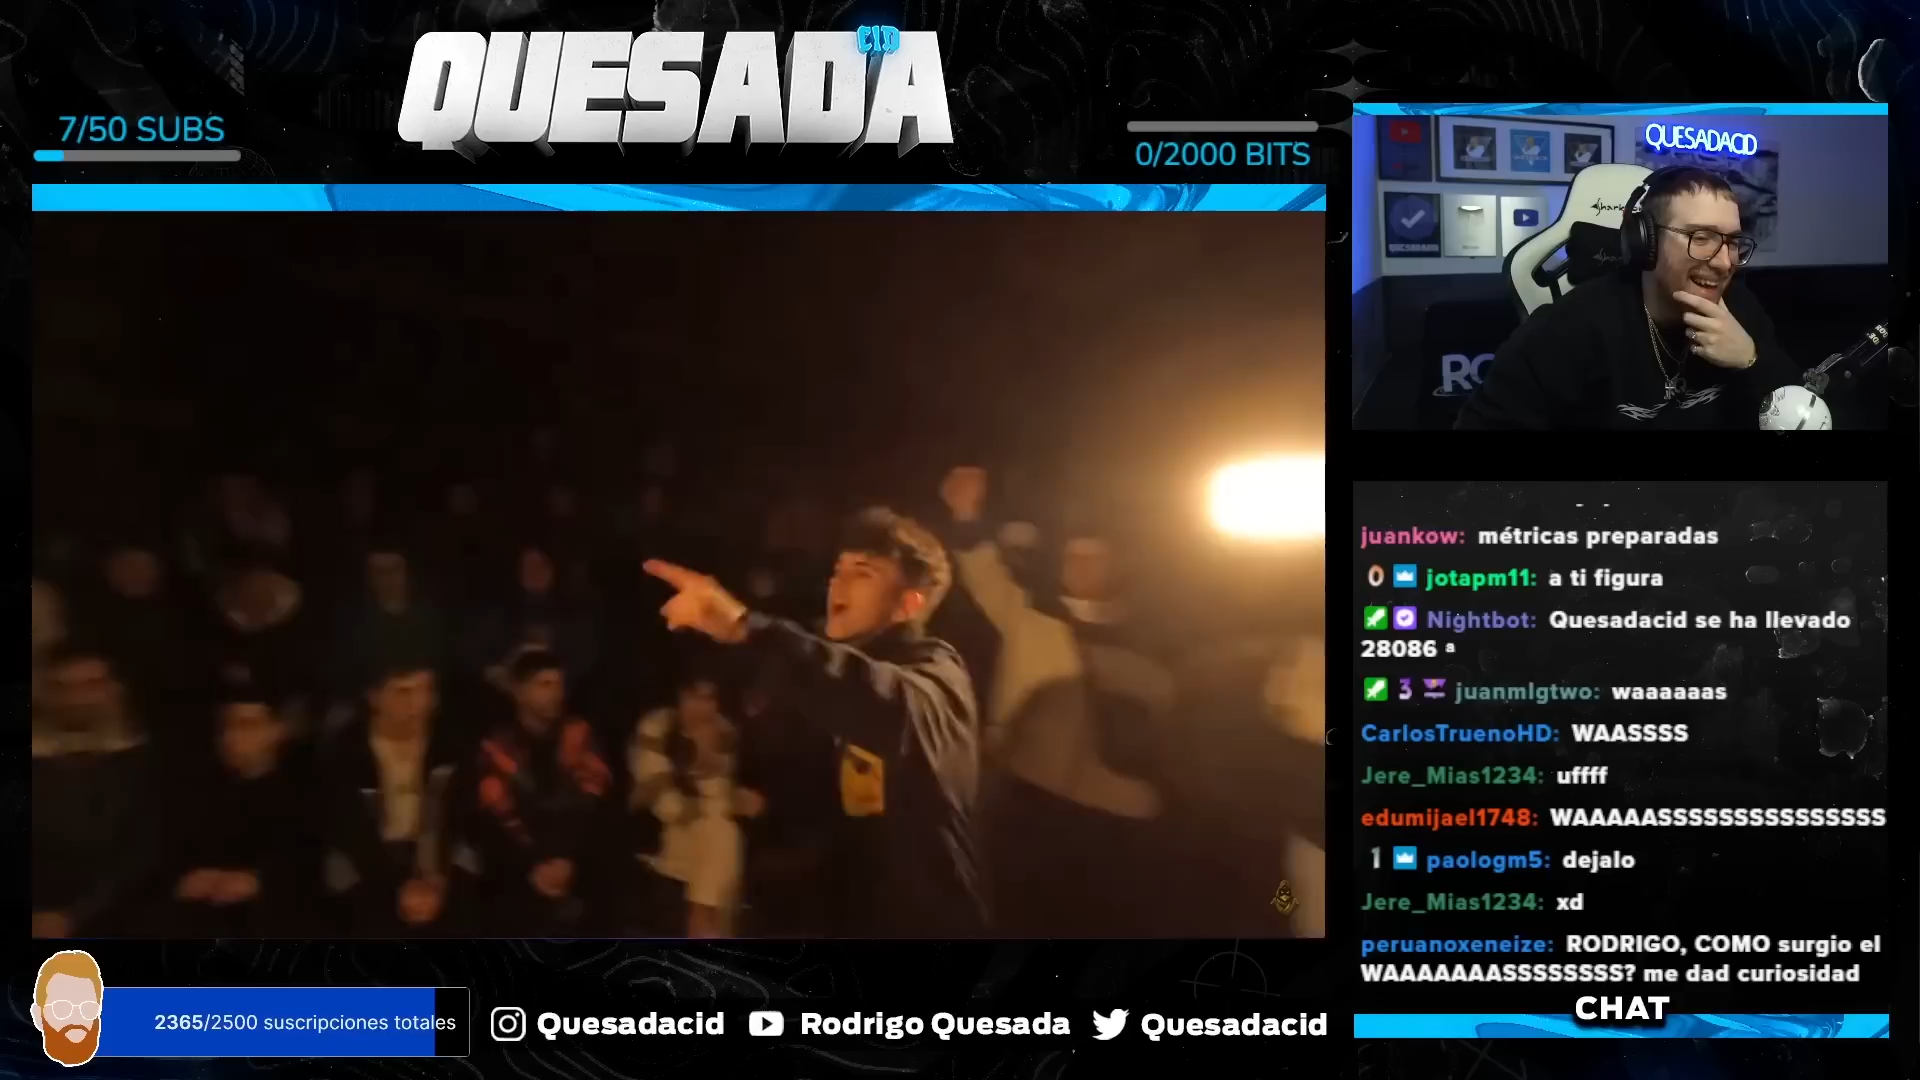 QUESADA
CID
7/50 SUBS
0/2000 BITS
QUESADACID
juankow: métricas preparadas
0 jotapm11: a ti figura
Nightbot: Quesadacid se ha llevado
28086 ª
3 juanmlgtwo: waaaaaas
CarlosTruenoHD: WAASSSS
Jere_Mias1234: uffff
edumijael1748: WAAAAASSSSSSSSSSSSSSS
1 paologm5: dejalo
Jere_Mias1234: xd
peruanoxeneize: RODRIGO, COMO surgio el
WAAAAAAASSSSSSSS? me dad curiosidad
CHAT
2365/2500 suscripciones totales
Quesadacid
Rodrigo Quesada
Quesadacid